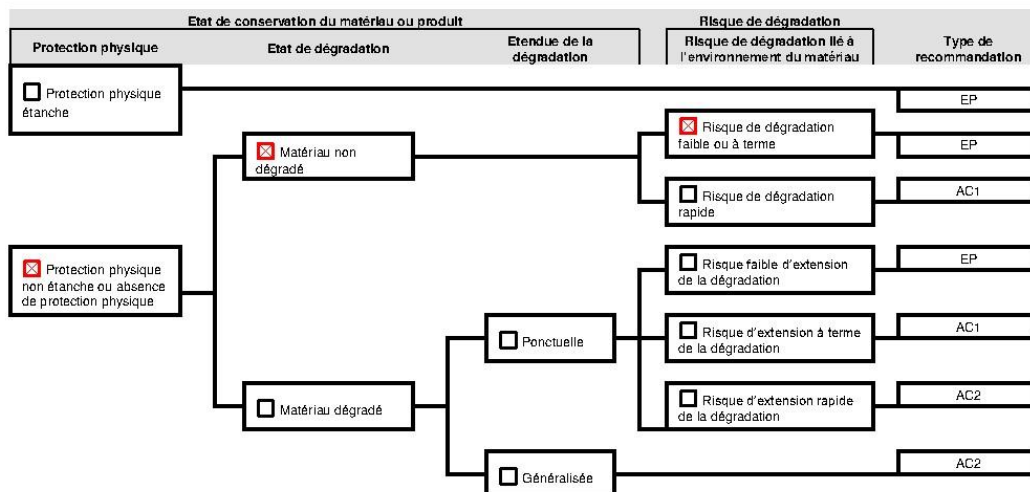 Etat de conservation du matériau ou produit
Risque de dégradation
Protection physique
Etat de dégradation
Etendue de la
dégradation
Risque de dégradation lié à
l'environnement du matériau
Type de
recommandation
Protection physique
étanche
EP
Matériau non
dégradé
Risque de dégradation
faible ou à terme
EP
Risque de dégradation
rapide
AC1
Protection physique
non étanche ou absence
de protection physique
Risque faible d'extension
de la dégradation
EP
Ponctuelle
Risque d'extension à terme
de la dégradation
AC1
Matériau dégradé
Risque d'extension rapide
de la dégradation
AC2
Généralisée
AC2